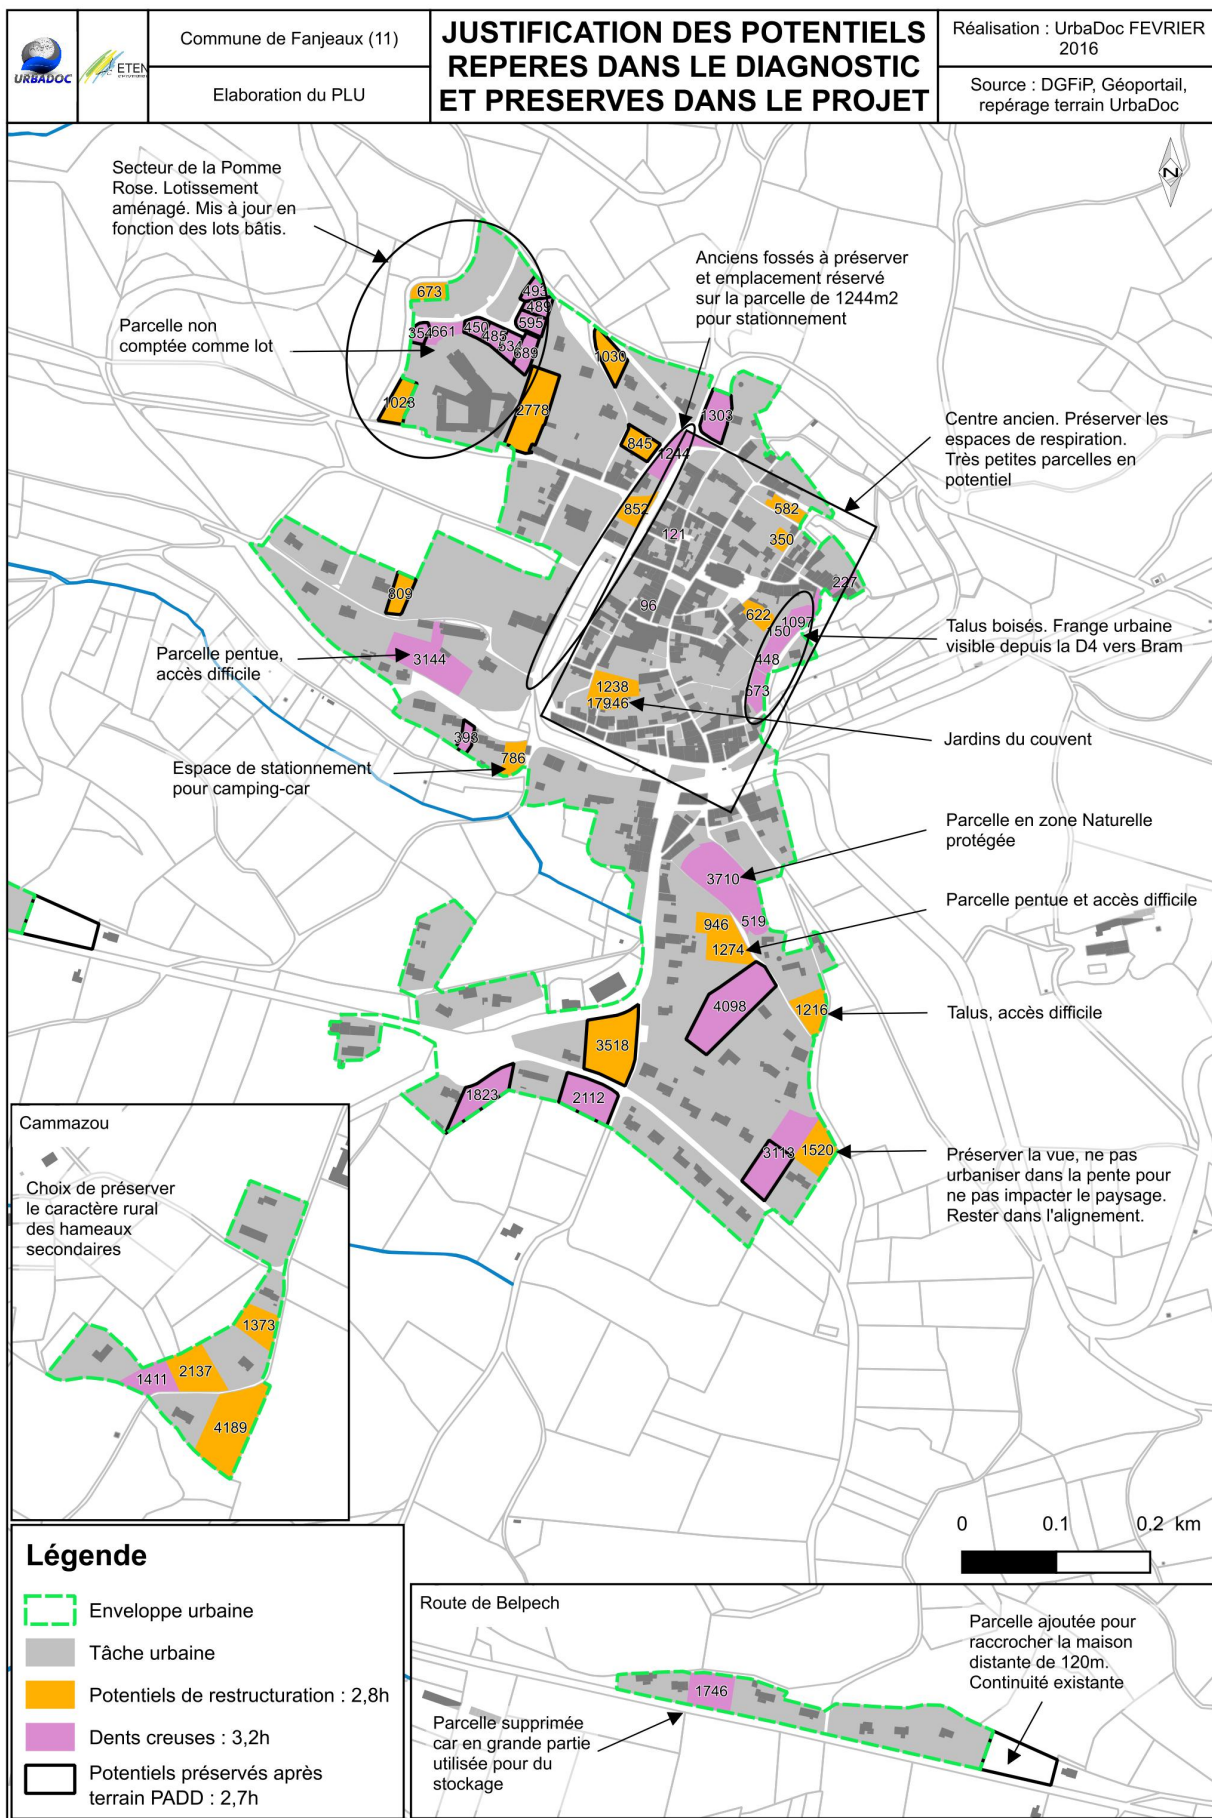 URBADOC
ETEN
Commune de Fanjeaux (11)
Elaboration du PLU
JUSTIFICATION DES POTENTIELS
REPERES DANS LE DIAGNOSTIC
ET PRESERVES DANS LE PROJET
Réalisation : UrbaDoc FEVRIER
2016
Source : DGFiP, Géoportail,
repérage terrain UrbaDoc
N
Secteur de la Pomme
Rose. Lotissement
aménagé. Mis à jour en
fonction des lots bâtis.
Parcelle non
comptée comme lot
Anciens fossés à préserver
et emplacement réservé
sur la parcelle de 1244m2
pour stationnement
Centre ancien. Préserver les
espaces de respiration.
Très petites parcelles en
potentiel
673
493
489
595
354
661
450
485
534
689
1030
1023
2778
1303
845
1244
852
582
121
350
227
809
96
622
1097
150
448
3144
673
1238
17946
393
786
Talus boisés. Frange urbaine
visible depuis la D4 vers Bram
Parcelle pentue,
accès difficile
Jardins du couvent
Espace de stationnement
pour camping-car
Parcelle en zone Naturelle
protégée
3710
519
946
1274
Parcelle pentue et accès difficile
4098
1216
Talus, accès difficile
3518
1823
2112
3113
1520
Préserver la vue, ne pas
urbaniser dans la pente pour
ne pas impacter le paysage.
Rester dans l'alignement.
Cammazou
Choix de préserver
le caractère rural
des hameaux
secondaires
1373
2137
1411
4189
0 0.1 0.2 km
Légende
Enveloppe urbaine
Tâche urbaine
Potentiels de restructuration : 2,8h
Dents creuses : 3,2h
Potentiels préservés après
terrain PADD : 2,7h
Route de Belpech
1746
Parcelle supprimée
car en grande partie
utilisée pour du
stockage
Parcelle ajoutée pour
raccrocher la maison
distante de 120m.
Continuité existante